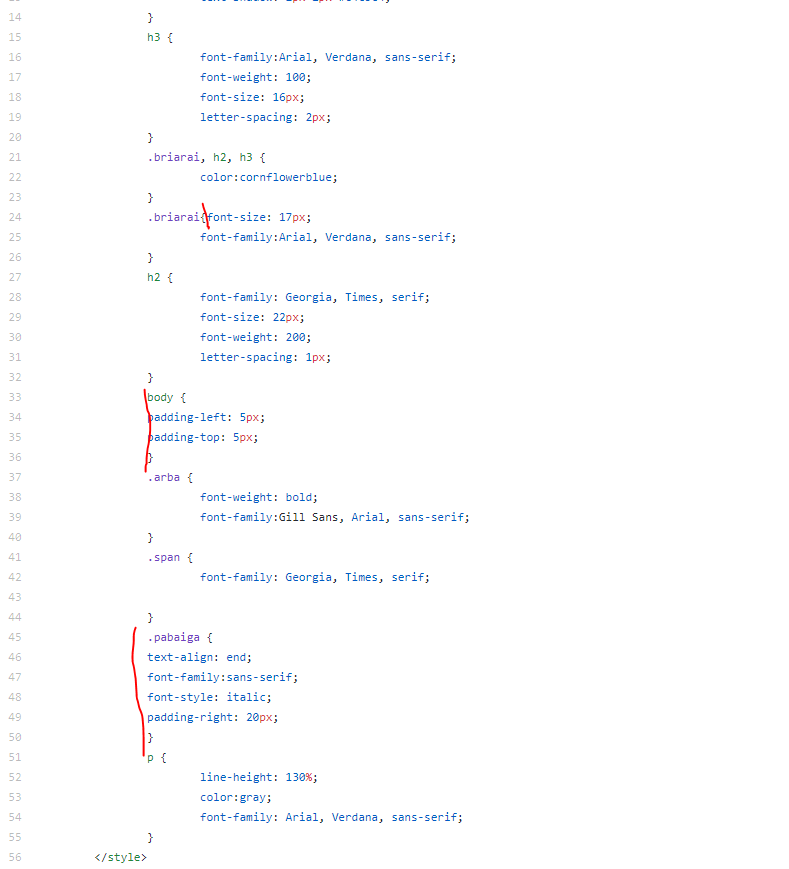 14 }
15 h3 {
16 font-family:Arial, Verdana, sans-serif;
17 font-weight: 100;
18 font-size: 16px;
19 letter-spacing: 2px;
20 }
21 .briarai, h2, h3 {
22 color:cornflowerblue;
23 }
24 .briarai{font-size: 17px;
25 font-family:Arial, Verdana, sans-serif;
26 }
27 h2 {
28 font-family: Georgia, Times, serif;
29 font-size: 22px;
30 font-weight: 200;
31 letter-spacing: 1px;
32 }
33 body {
34 padding-left: 5px;
35 padding-top: 5px;
36 }
37 .arba {
38 font-weight: bold;
39 font-family:Gill Sans, Arial, sans-serif;
40 }
41 .span {
42 font-family: Georgia, Times, serif;
43
44 }
45 .pabaiga {
46 text-align: end;
47 font-family:sans-serif;
48 font-style: italic;
49 padding-right: 20px;
50 }
51 p {
52 line-height: 130%;
53 color:gray;
54 font-family: Arial, Verdana, sans-serif;
55 }
56 </style>